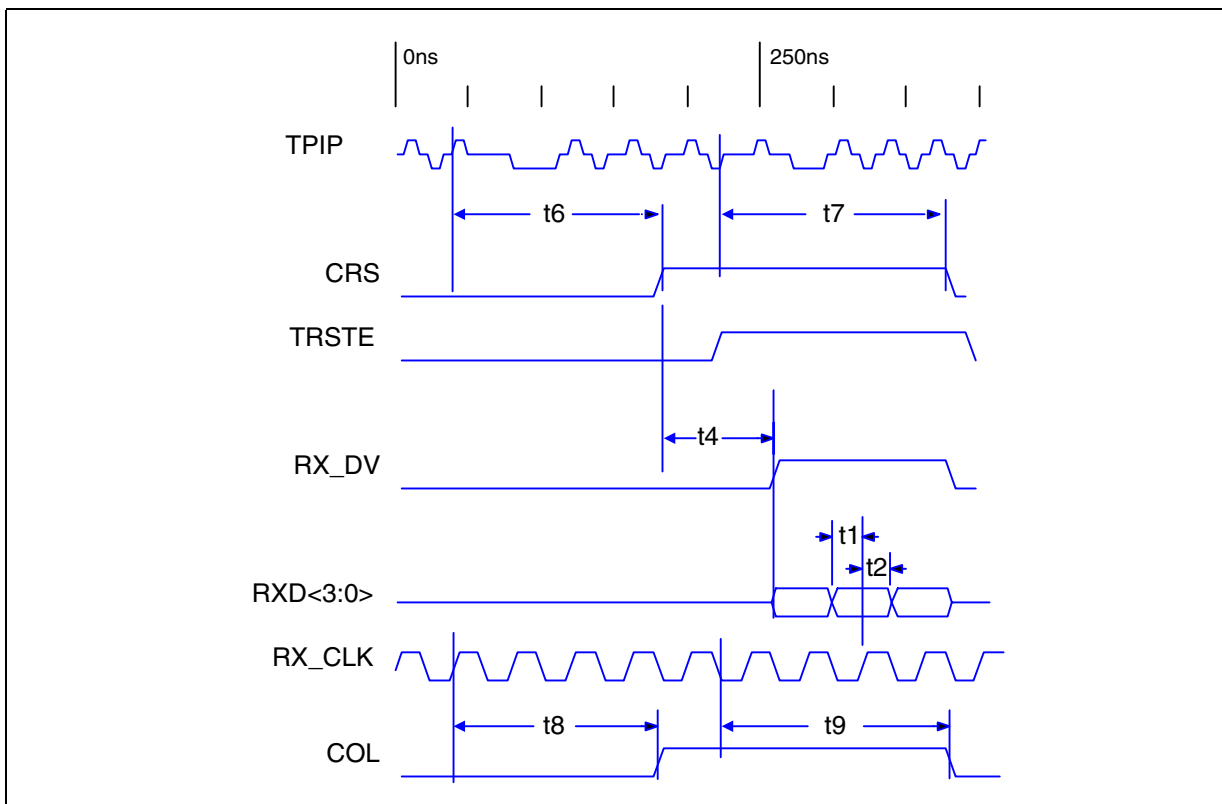 0ns 250ns
TPIP
t6 t7
CRS
TRSTE
t4
RX_DV
t1
t2
RXD<3:0>
RX_CLK
t8 t9
COL